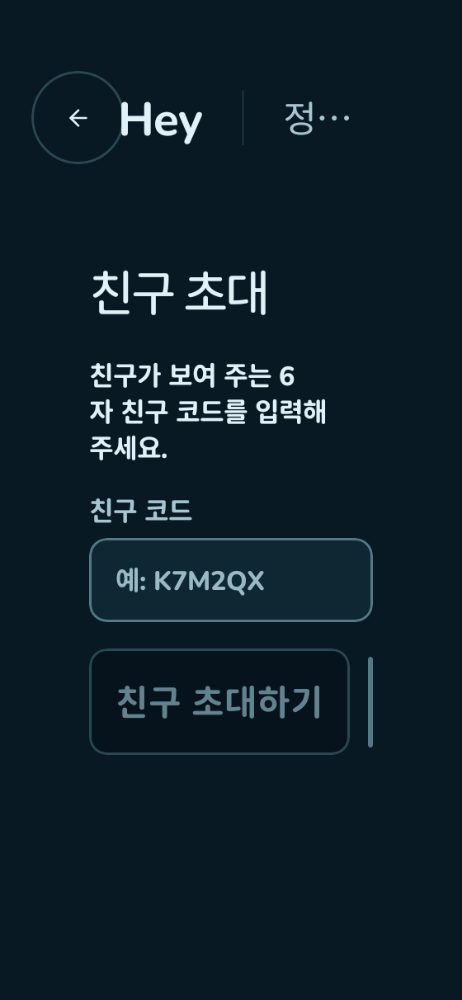 Hey
정…
친구 초대
친구가 보여 주는 6
자 친구 코드를 입력해
주세요.
친구 코드
예: K7M2QX
친구 초대하기